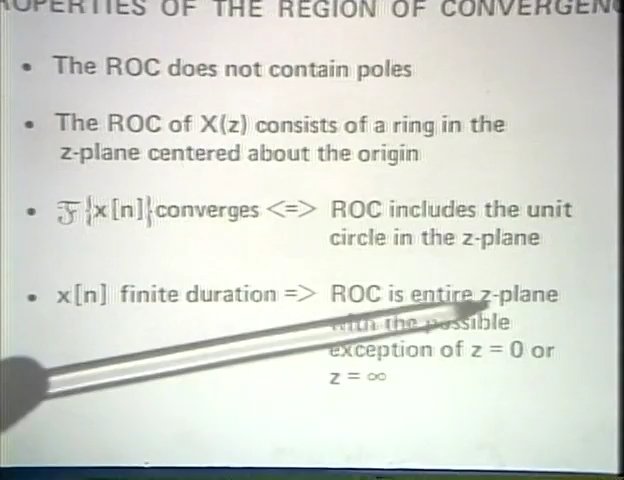 OPERTIES OF THE REGION OF CONVERGEN
• The ROC does not contain poles
• The ROC of X(z) consists of a ring in the
z-plane centered about the origin
• ℱ{x[n]} converges <=> ROC includes the unit
circle in the z-plane
• x[n] finite duration => ROC is entire z-plane
with the possible
exception of z = 0 or
z = ∞